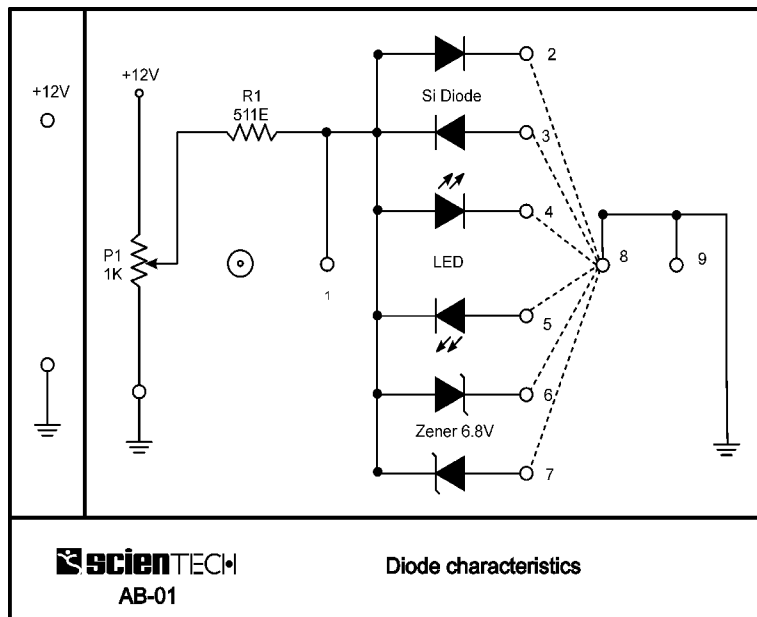 +12V
+12V
R1
511E
P1
1K
1
2
Si Diode
3
4
LED
5
6
Zener 6.8V
7
8
9
scienTECH
AB-01
Diode characteristics